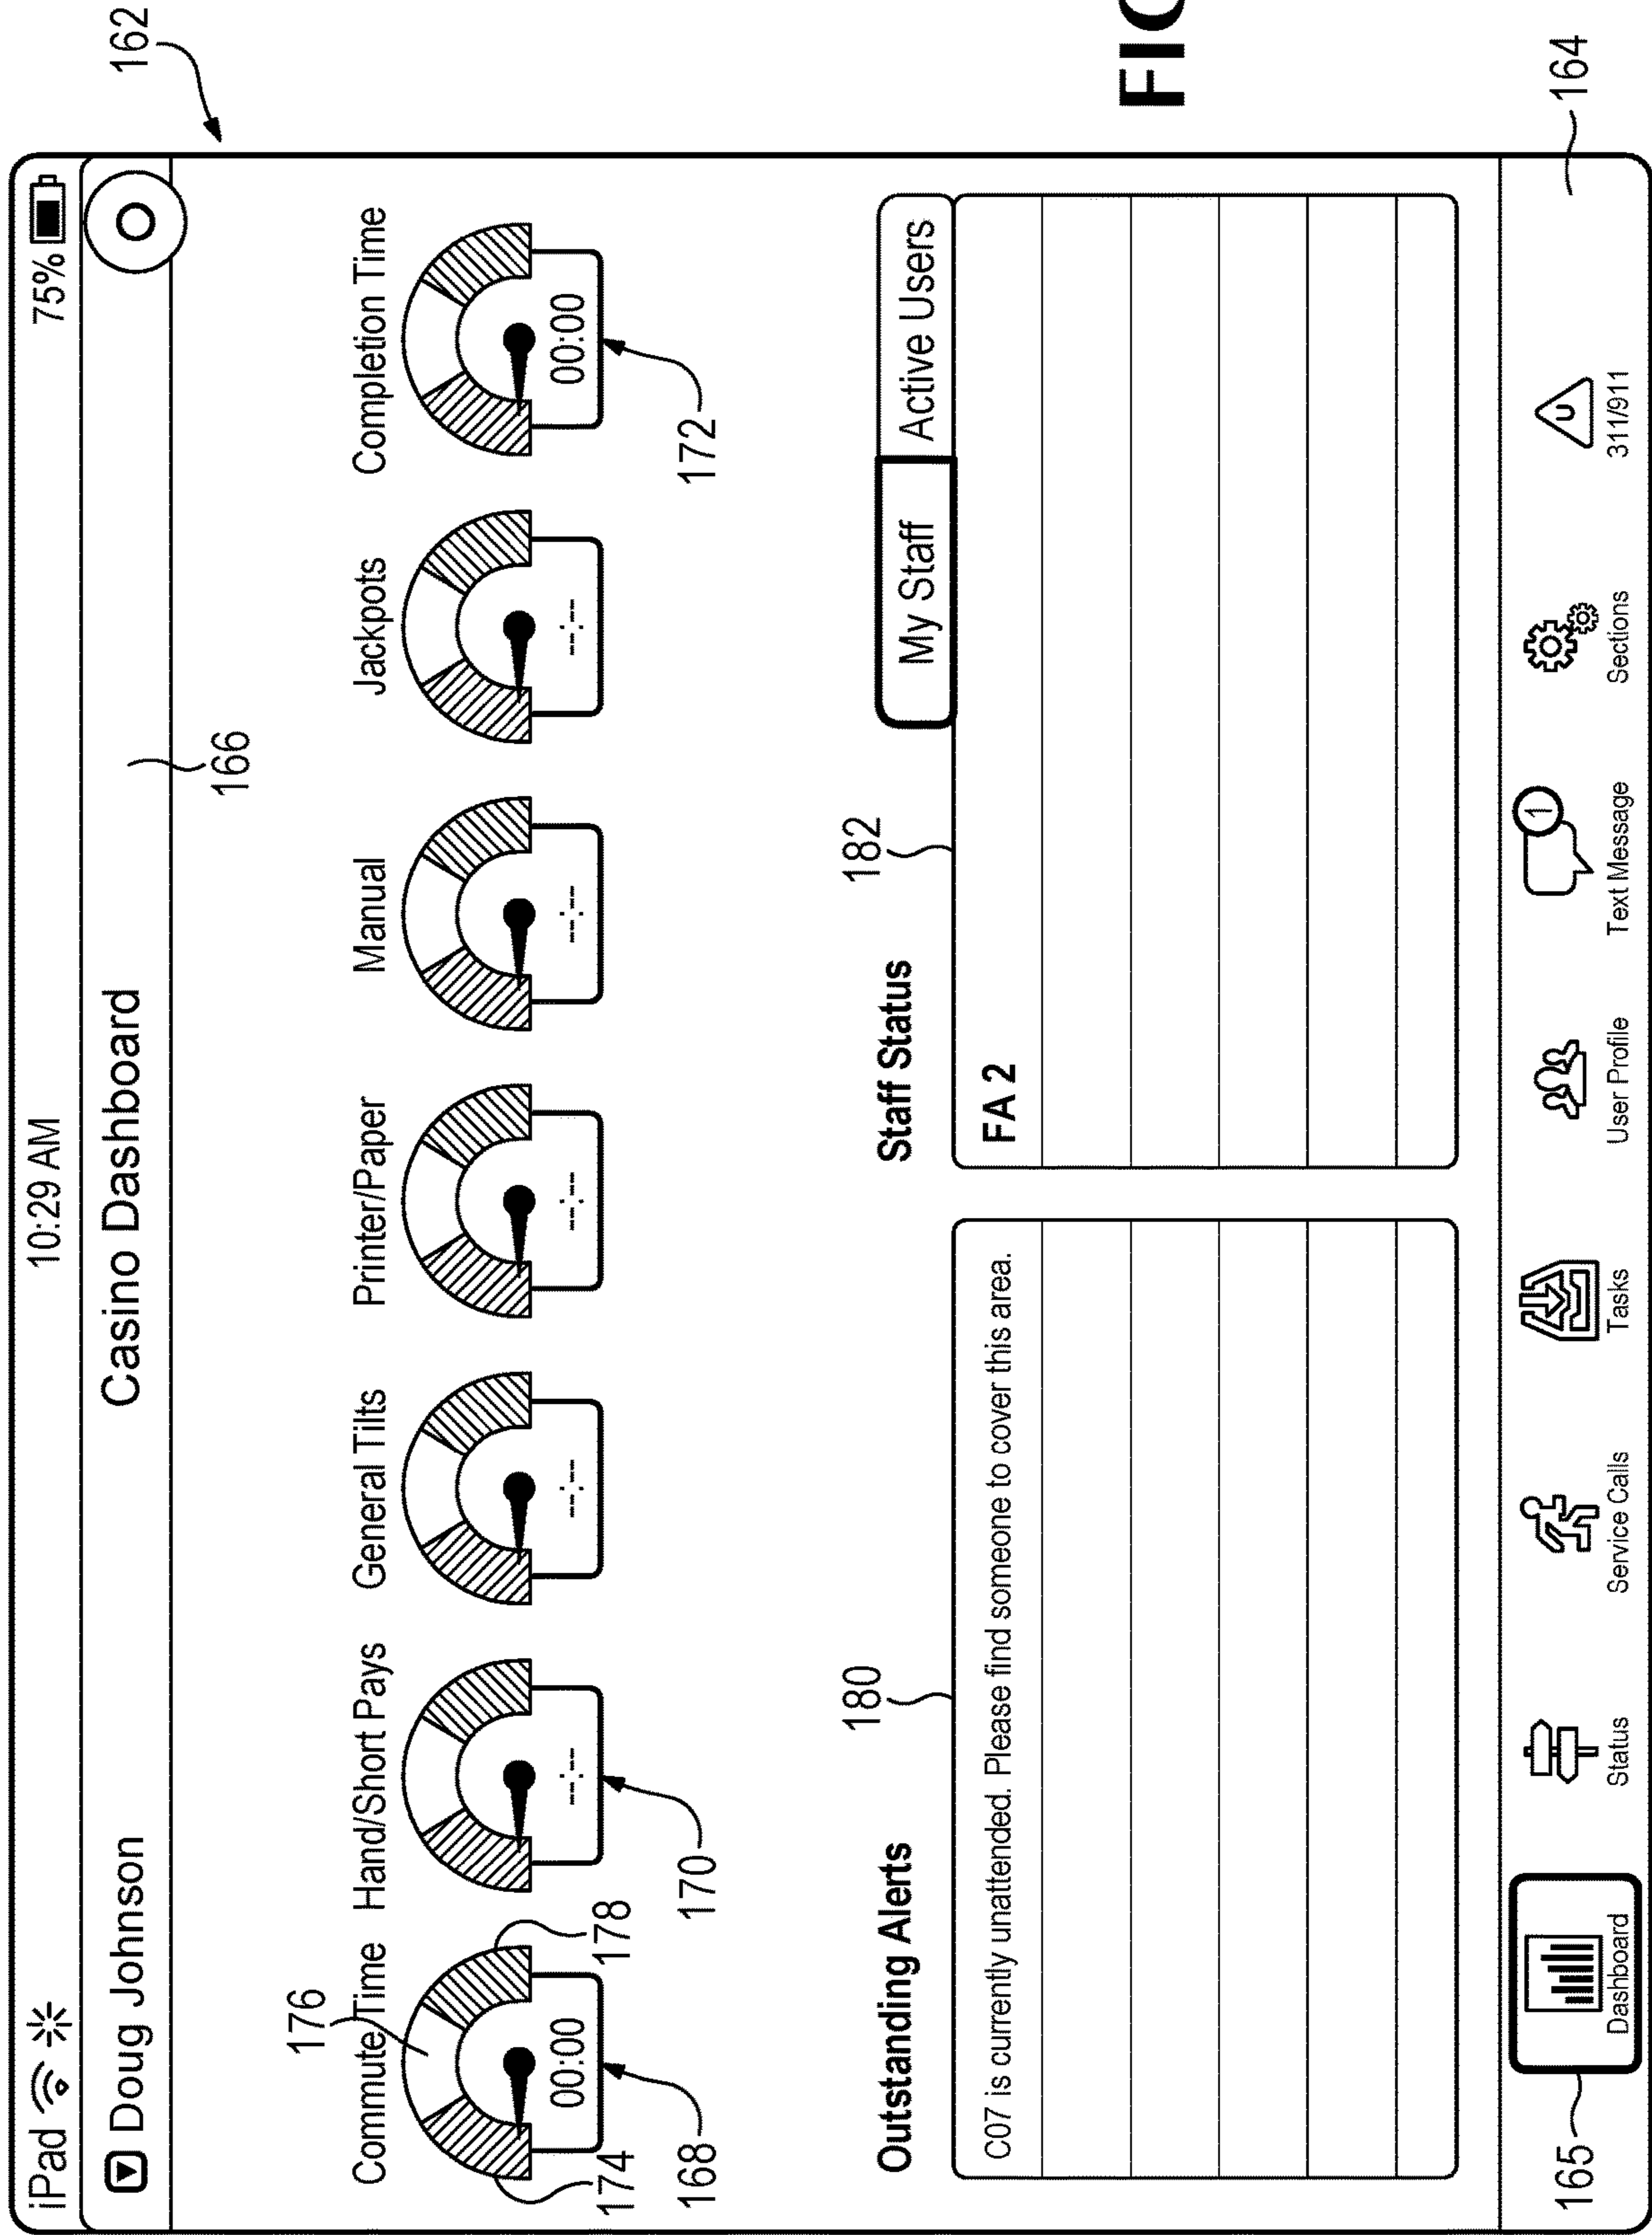 iPad 10:29 AM 75%
Doug Johnson Casino Dashboard
162
166
176
Commute Time Hand/Short Pays General Tilts Printer/Paper Manual Jackpots Completion Time
00:00 --:-- --:-- --:-- --:-- --:-- 00:00
174 178
168 170 172
180 182
Outstanding Alerts Staff Status My Staff Active Users
C07 is currently unattended. Please find someone to cover this area. FA 2
1
Dashboard Status Service Calls Tasks User Profile Text Message Sections 311/911
165 164